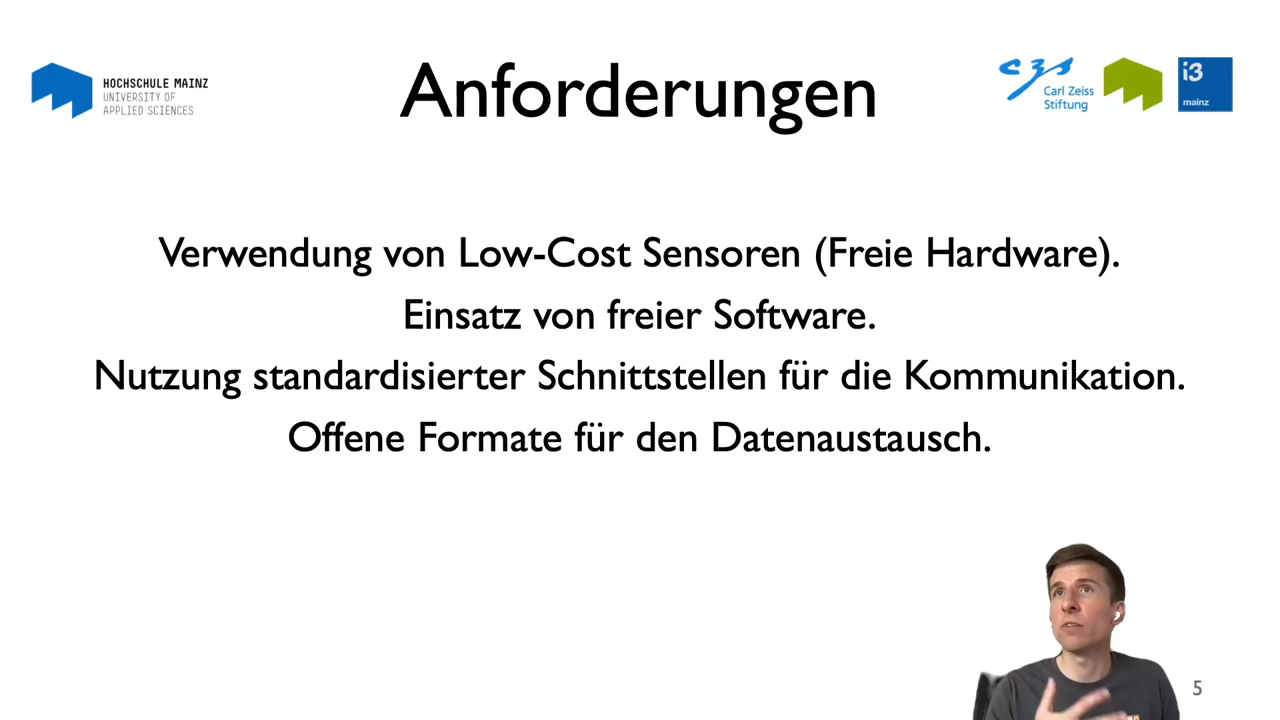 HOCHSCHULE MAINZ
UNIVERSITY OF
APPLIED SCIENCES
Anforderungen
czs
Carl Zeiss
Stiftung
i3
mainz
Verwendung von Low-Cost Sensoren (Freie Hardware).
Einsatz von freier Software.
Nutzung standardisierter Schnittstellen für die Kommunikation.
Offene Formate für den Datenaustausch.
5